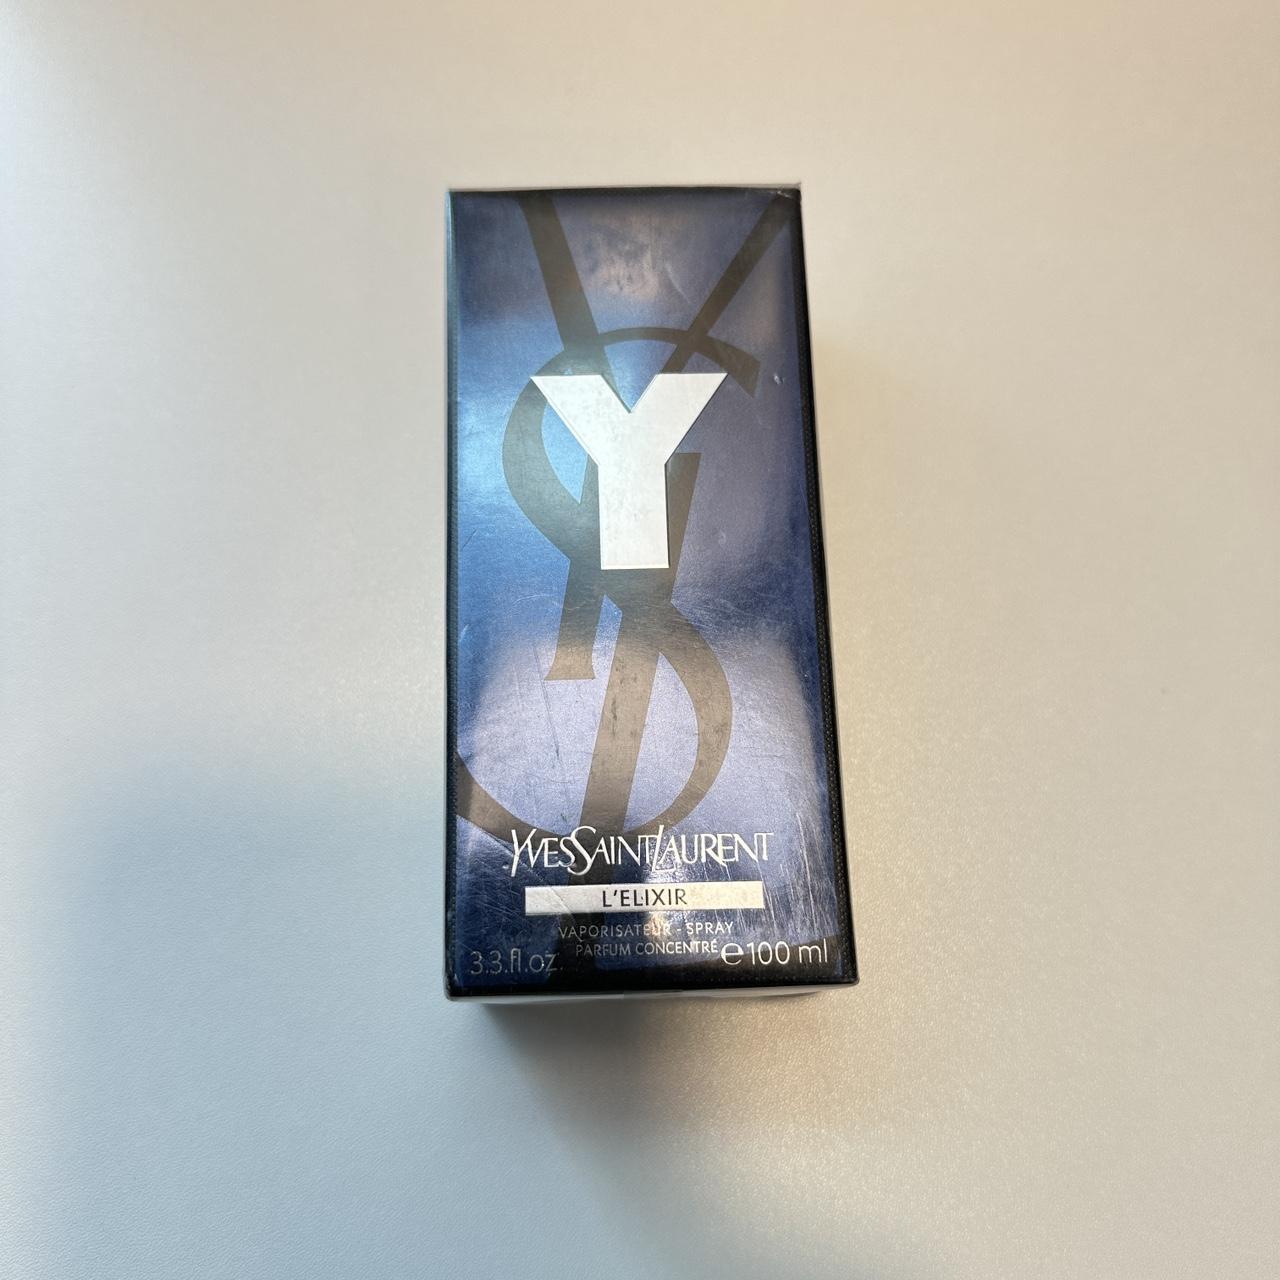 Y
YVESSAINTLAURENT
L'ELIXIR
VAPORISATEUR - SPRAY
PARFUM CONCENTRÉ
3.3.fl.oz. ℮100 ml